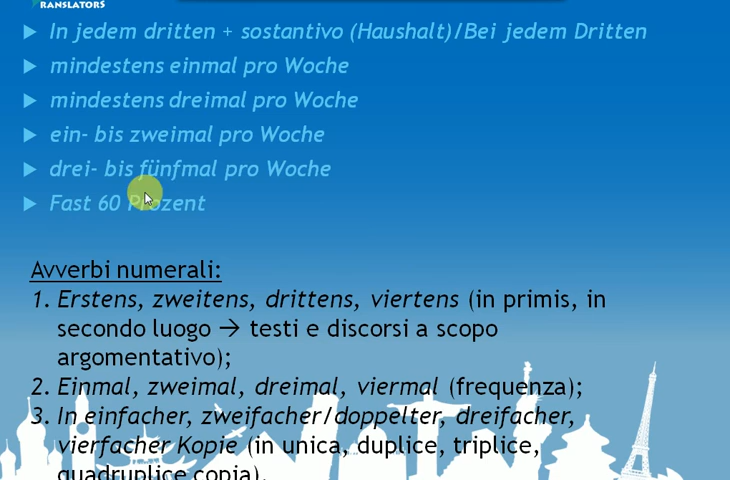 RANSLATORS
In jedem dritten + sostantivo (Haushalt)/Bei jedem Dritten
mindestens einmal pro Woche
mindestens dreimal pro Woche
ein- bis zweimal pro Woche
drei- bis fünfmal pro Woche
Fast 60 Prozent
Avverbi numerali:
1. Erstens, zweitens, drittens, viertens (in primis, in
secondo luogo → testi e discorsi a scopo
argomentativo);
2. Einmal, zweimal, dreimal, viermal (frequenza);
3. In einfacher, zweifacher/doppelter, dreifacher,
vierfacher Kopie (in unica, duplice, triplice,
quadruplice copia).